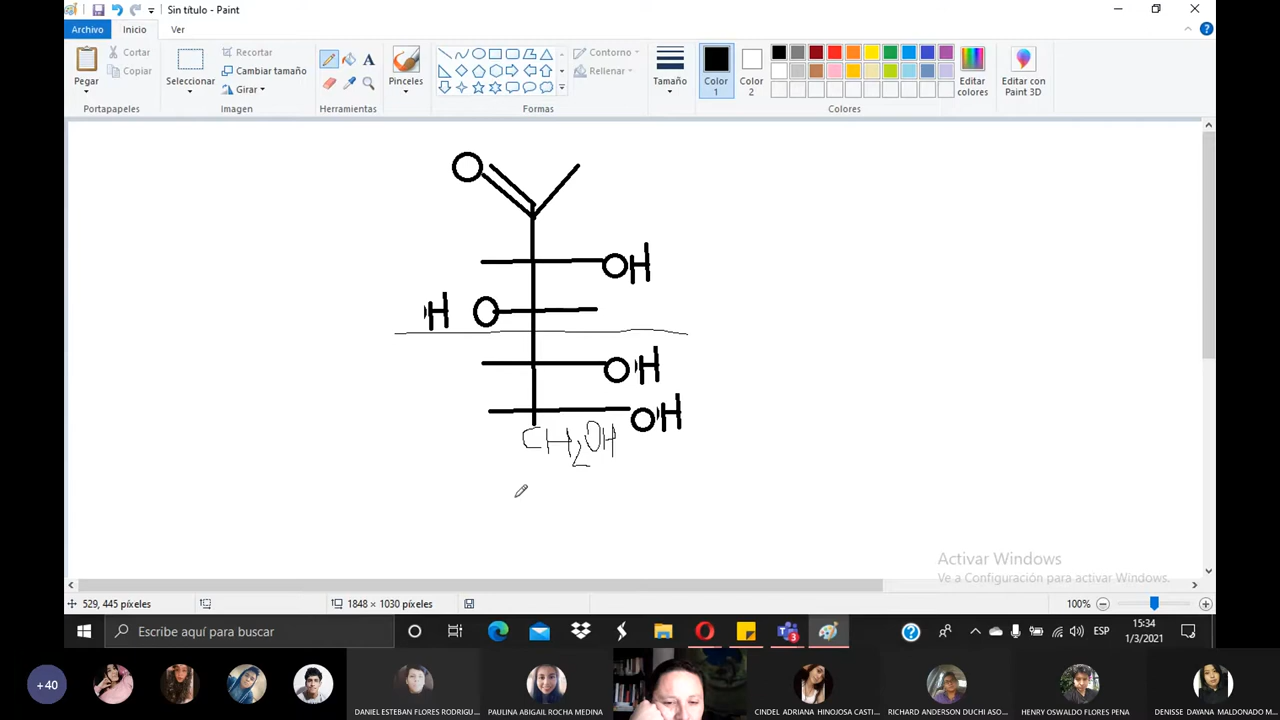 Sin título - Paint
Archivo Inicio Ver
Pegar
Cortar
Copiar
Portapapeles
Seleccionar
Recortar
Cambiar tamaño
Girar
Imagen
A
Herramientas
Pinceles
Formas
Contorno
Rellenar
Tamaño
Color 1
Color 2
Editar colores
Colores
Editar con Paint 3D
O
OH
H O
OH
OH
CH2OH
Activar Windows
Ve a Configuración para activar Windows.
529, 445 píxeles
1848 × 1030 píxeles
100%
Escribe aquí para buscar
3
ESP
15:34
1/3/2021
+40
DANIEL ESTEBAN FLORES RODRIGU...
PAULINA ABIGAIL ROCHA MEDINA
CINDEL ADRIANA HINOJOSA CASTI...
RICHARD ANDERSON DUCHI ASO...
HENRY OSWALDO FLORES PENA
DENISSE DAYANA MALDONADO M...